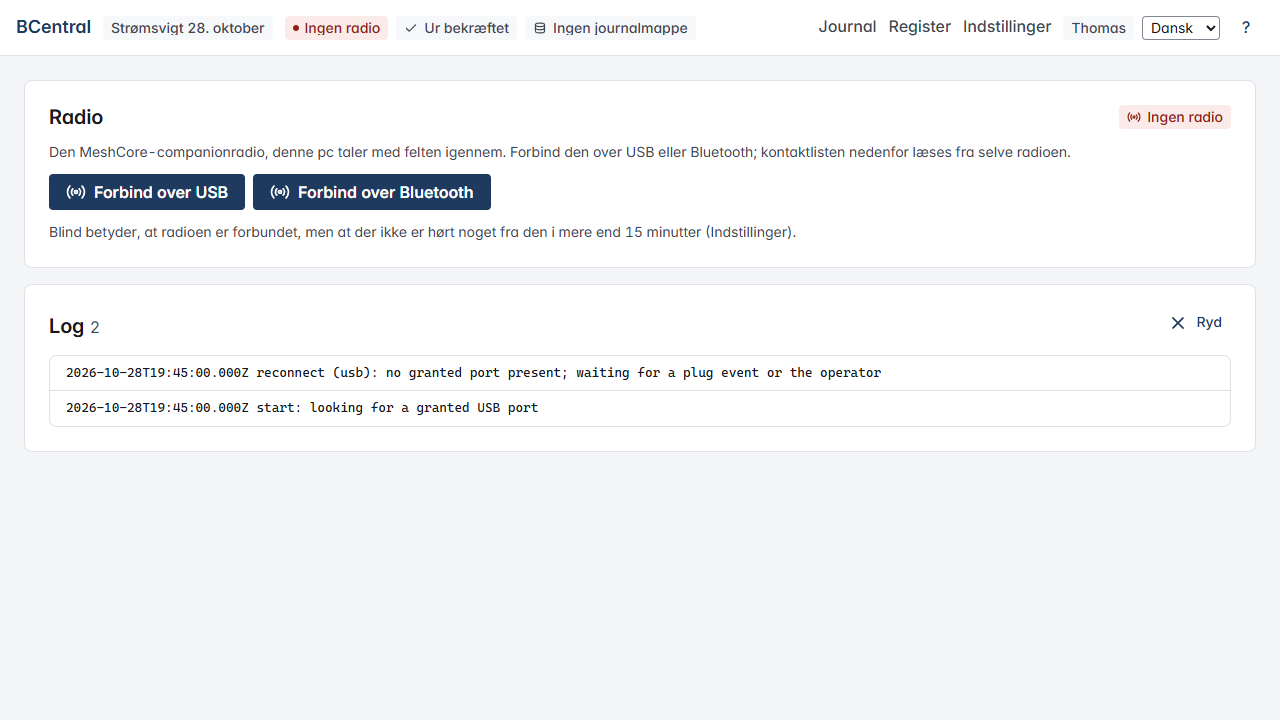 BCentral
Strømsvigt 28. oktober
Ingen radio
Ur bekræftet
Ingen journalmappe
Journal
Register
Indstillinger
Thomas
Dansk
?
Radio
Ingen radio
Den MeshCore-companionradio, denne pc taler med felten igennem. Forbind den over USB eller Bluetooth; kontaktlisten nedenfor læses fra selve radioen.
Forbind over USB
Forbind over Bluetooth
Blind betyder, at radioen er forbundet, men at der ikke er hørt noget fra den i mere end 15 minutter (Indstillinger).
Log 2
Ryd
2026-10-28T19:45:00.000Z reconnect (usb): no granted port present; waiting for a plug event or the operator
2026-10-28T19:45:00.000Z start: looking for a granted USB port